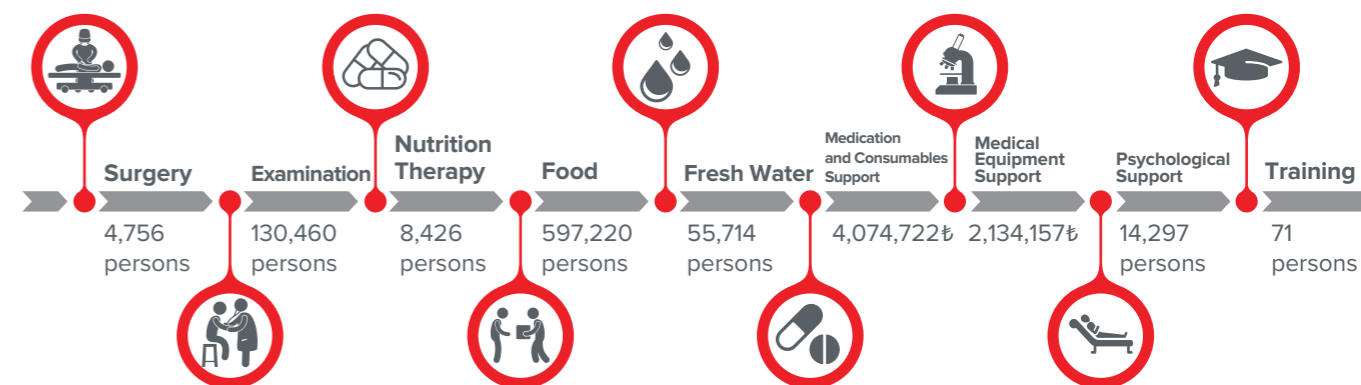 Surgery
4,756
persons
Examination
130,460
persons
Nutrition
Therapy
8,426
persons
Food
597,220
persons
Fresh Water
55,714
persons
Medication
and Consumables
Support
4,074,722₺
Medical
Equipment
Support
2,134,157₺
Psychological
Support
14,297
persons
Training
71
persons